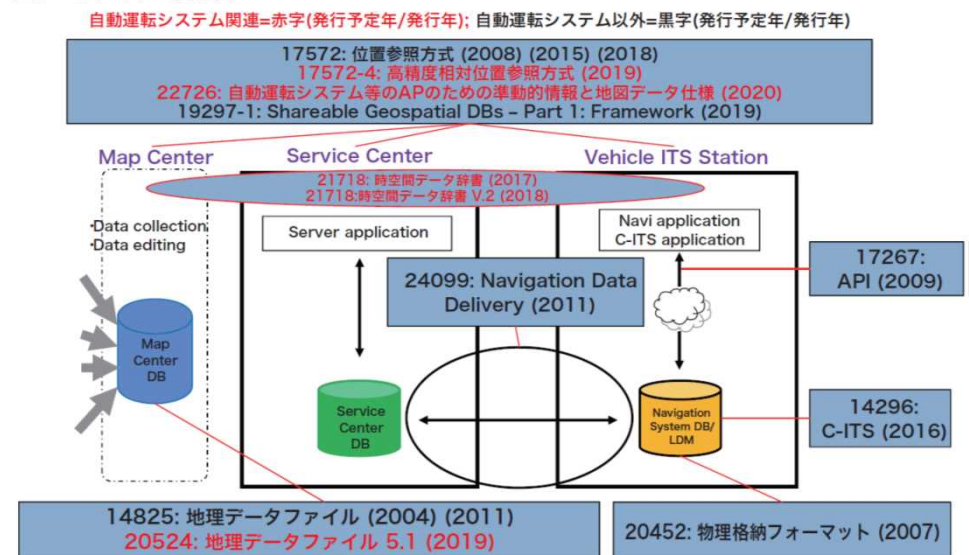 自動運転システム関連=赤字(発行予定年/発行年); 自動運転システム以外=黒字(発行予定年/発行年)
17572: 位置参照方式 (2008) (2015) (2018)
17572-4: 高精度相対位置参照方式 (2019)
22726: 自動運転システム等のAPのための準動的情報と地図データ仕様 (2020)
19297-1: Shareable Geospatial DBs – Part 1: Framework (2019)
Map Center
Service Center
Vehicle ITS Station
21718: 時空間データ辞書 (2017)
21718:時空間データ辞書 V.2 (2018)
・Data collection
・Data editing
Server application
Navi application
C-ITS application
17267:
API (2009)
24099: Navigation Data
Delivery (2011)
Map
Center
DB
Service
Center
DB
Navigation
System DB/
LDM
14296:
C-ITS (2016)
14825: 地理データファイル (2004) (2011)
20524: 地理データファイル 5.1 (2019)
20452: 物理格納フォーマット (2007)